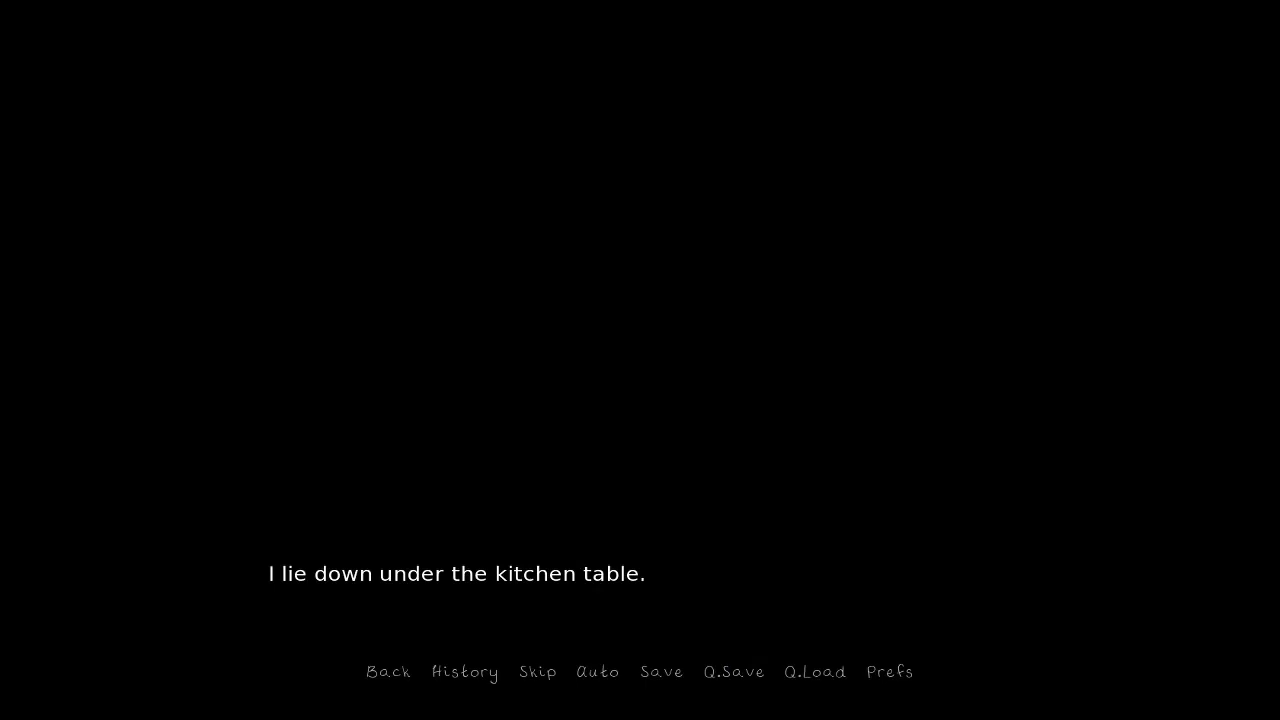 I lie down under the kitchen table.
Back History Skip Auto Save Q.Save Q.Load Prefs